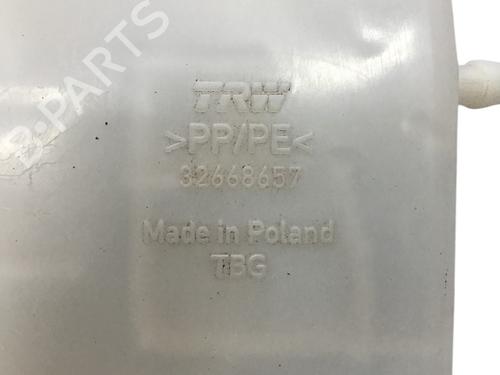 B-PARTS
TRW
>PP/PE<
32668657
Made in Poland
TBG